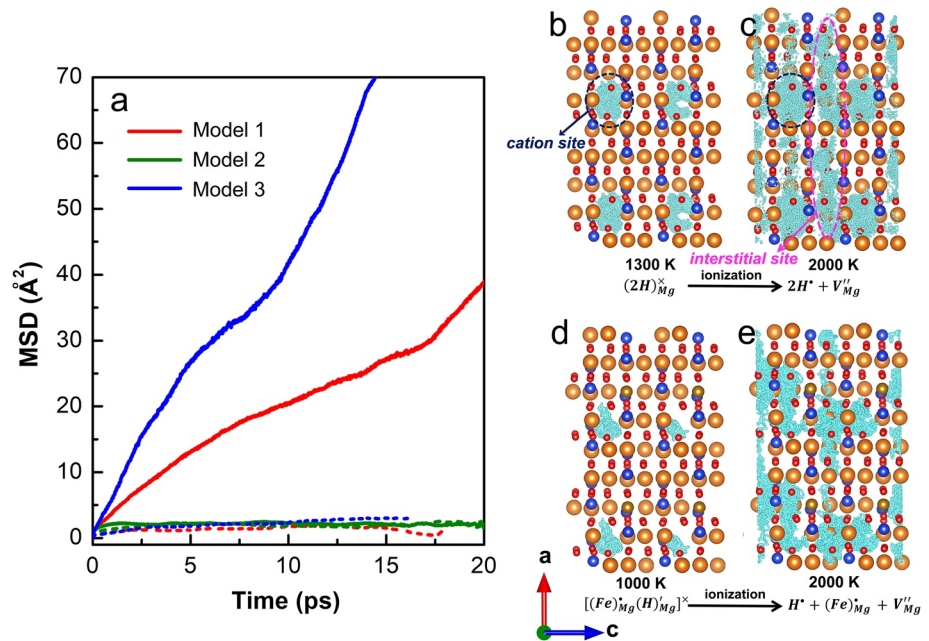 a
70
60
50
40
30
20
10
0
MSD (Å²)
Model 1
Model 2
Model 3
0 5 10 15 20
Time (ps)
b
c
cation site
interstitial site
1300 K
2000 K
(2H)ˣMg
ionization
2H• + V′′Mg
d
e
1000 K
2000 K
[(Fe)•Mg(H)′Mg]ˣ
ionization
H• + (Fe)•Mg + V′′Mg
a
c